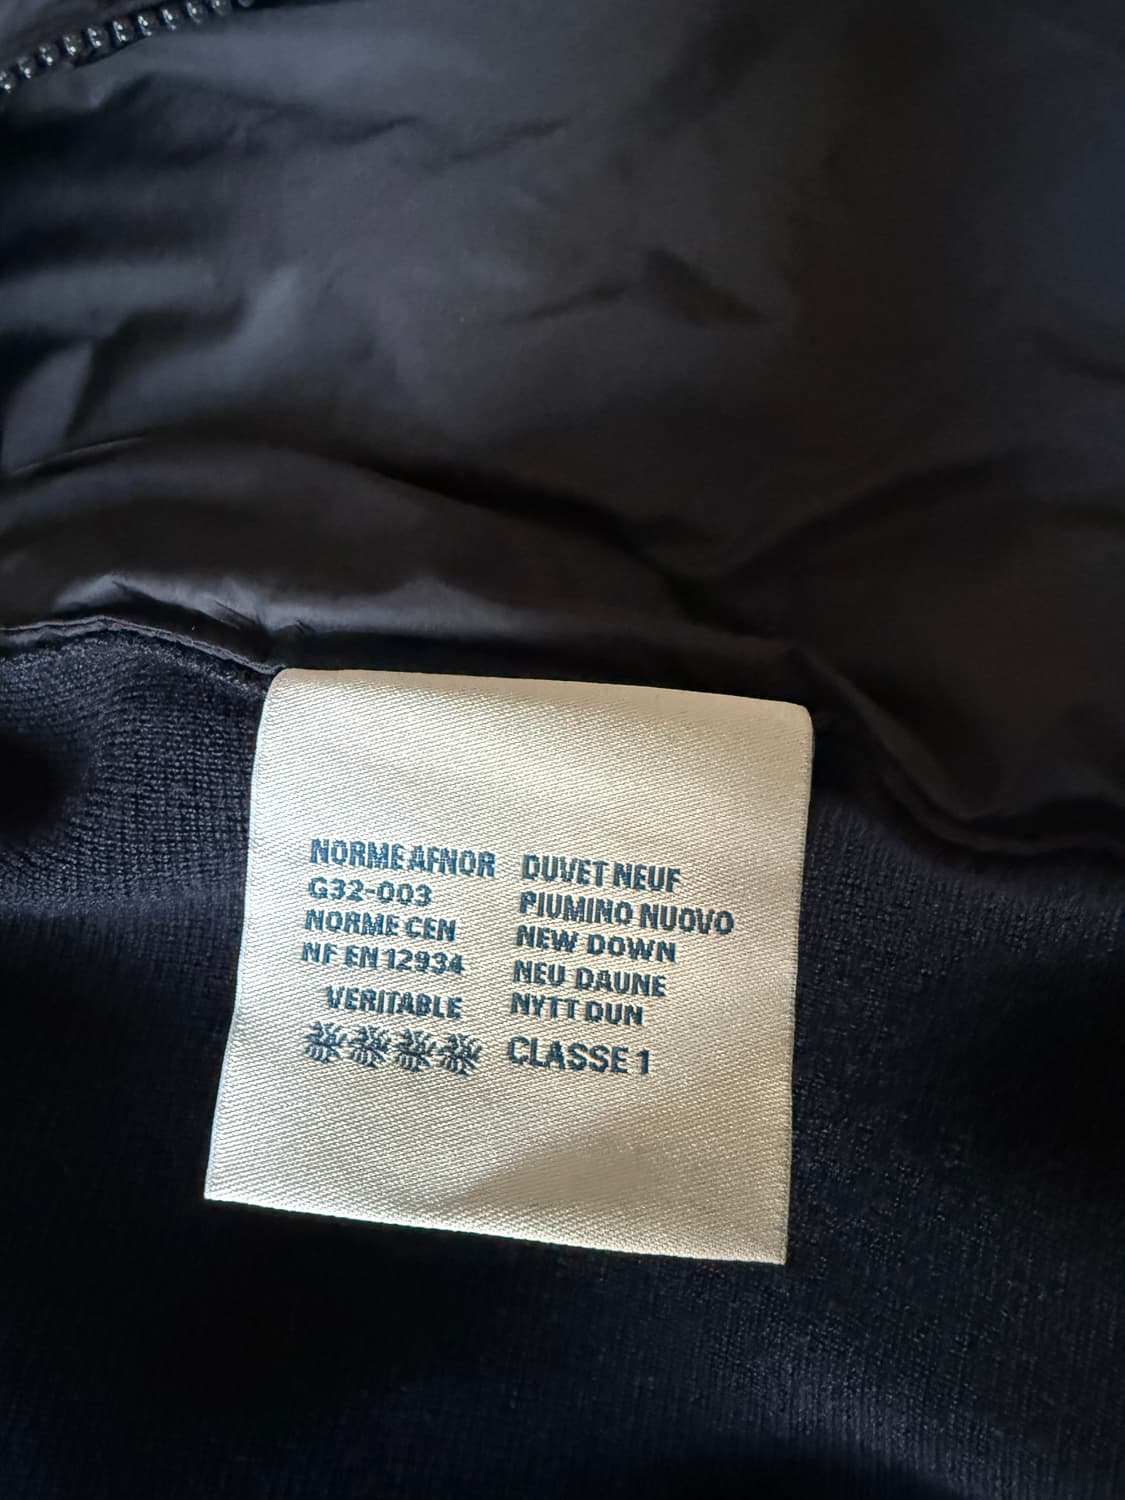 NORME AFNOR
G32-003
NORME CEN
NF EN 12934
VERITABLE
DUVET NEUF
PIUMINO NUOVO
NEW DOWN
NEU DAUNE
NYTT DUN
CLASSE 1